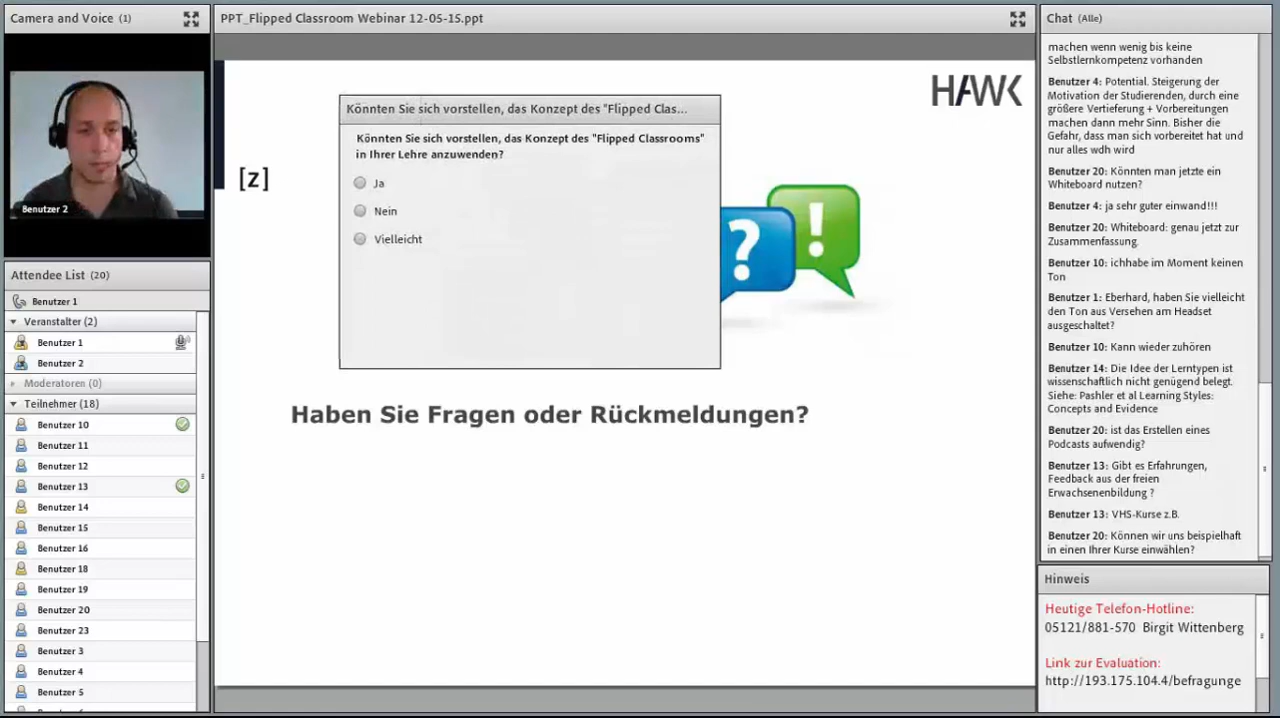 Camera and Voice (1)
Benutzer 2
Attendee List (20)
Benutzer 1
Veranstalter (2)
Benutzer 1
Benutzer 2
Moderatoren (0)
Teilnehmer (18)
Benutzer 10
Benutzer 11
Benutzer 12
Benutzer 13
Benutzer 14
Benutzer 15
Benutzer 16
Benutzer 18
Benutzer 19
Benutzer 20
Benutzer 23
Benutzer 3
Benutzer 4
Benutzer 5
PPT_Flipped Classroom Webinar 12-05-15.ppt
HAWK
[z]
Könnten Sie sich vorstellen, das Konzept des "Flipped Clas...
Könnten Sie sich vorstellen, das Konzept des "Flipped Classrooms"
in Ihrer Lehre anzuwenden?
Ja
Nein
Vielleicht
? !
Haben Sie Fragen oder Rückmeldungen?
Chat (Alle)
machen wenn wenig bis keine
Selbstlernkompetenz vorhanden
Benutzer 4: Potential. Steigerung der
Motivation der Studierenden, durch eine
größere Vertieferung + Vorbereitungen
machen dann mehr Sinn. Bisher die
Gefahr, dass man sich vorbereitet hat und
nur alles wdh wird
Benutzer 20: Könnten man jetzte ein
Whiteboard nutzen?
Benutzer 4: ja sehr guter einwand!!!
Benutzer 20: Whiteboard: genau jetzt zur
Zusammenfassung.
Benutzer 10: ichhabe im Moment keinen
Ton
Benutzer 1: Eberhard, haben Sie vielleicht
den Ton aus Versehen am Headset
ausgeschaltet?
Benutzer 10: Kann wieder zuhören
Benutzer 14: Die Idee der Lerntypen ist
wissenschaftlich nicht genügend belegt.
Siehe: Pashler et al Learning Styles:
Concepts and Evidence
Benutzer 20: ist das Erstellen eines
Podcasts aufwendig?
Benutzer 13: Gibt es Erfahrungen,
Feedback aus der freien
Erwachsenenbildung ?
Benutzer 13: VHS-Kurse z.B.
Benutzer 20: Können wir uns beispielhaft
in einen Ihrer Kurse einwählen?
Hinweis
Heutige Telefon-Hotline:
05121/881-570 Birgit Wittenberg
Link zur Evaluation:
http://193.175.104.4/befragunge